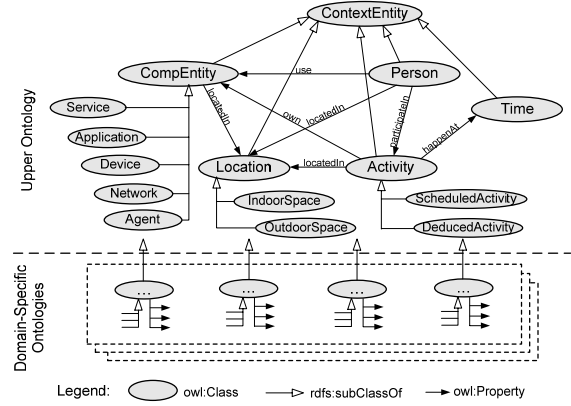 ContextEntity
CompEntity
use
Person
Service
locatedIn
own
locatedIn
participateIn
Time
Application
happenAt
Upper Ontology
Device
Location
locatedIn
Activity
Network
IndoorSpace
ScheduledActivity
Agent
OutdoorSpace
DeducedActivity
Domain-Specific
Ontologies
... ... ... ...
Legend: owl:Class rdfs:subClassOf owl:Property